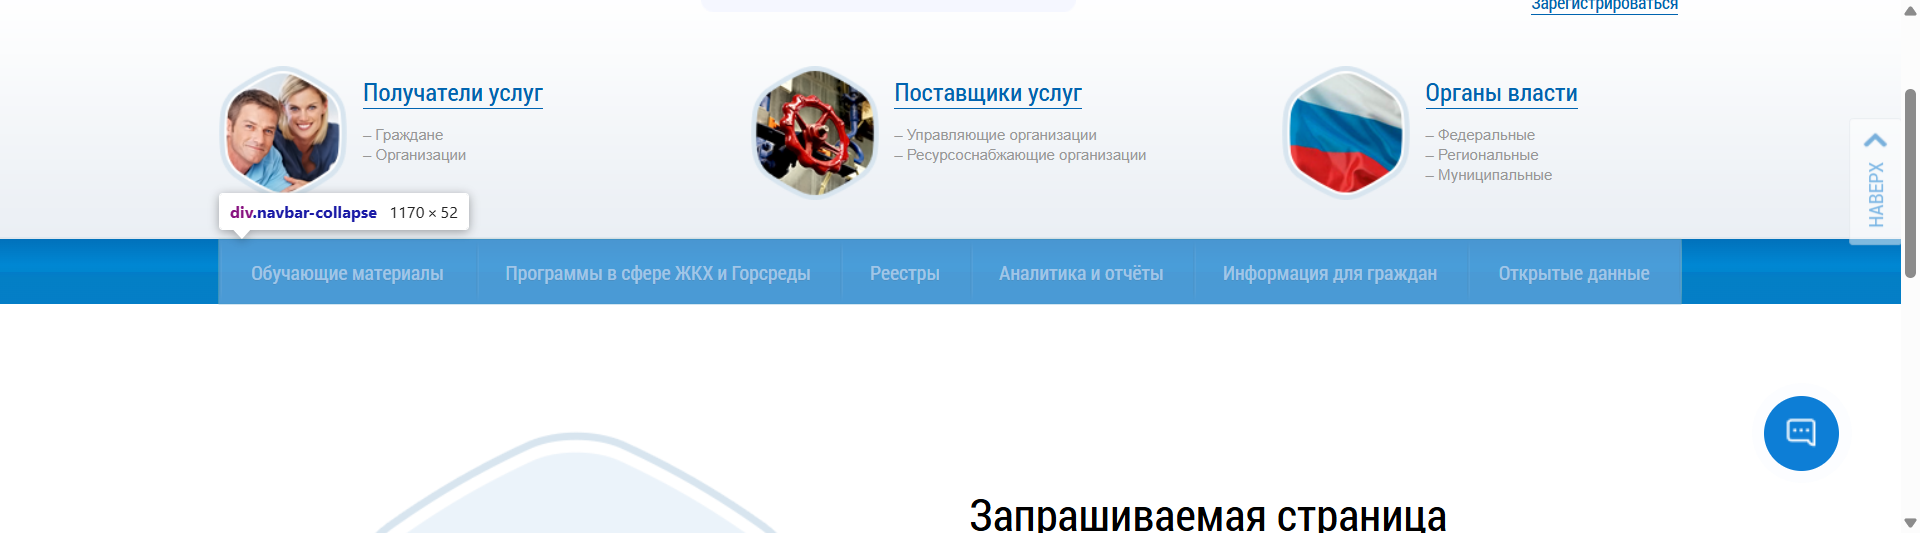 Зарегистрироваться
Получатели услуг
– Граждане
– Организации
Поставщики услуг
– Управляющие организации
– Ресурсоснабжающие организации
Органы власти
– Федеральные
– Региональные
– Муниципальные
НАВЕРХ
div.navbar-collapse 1170 × 52
Обучающие материалы Программы в сфере ЖКХ и Горсреды Реестры Аналитика и отчёты Информация для граждан Открытые данные
Запрашиваемая страница